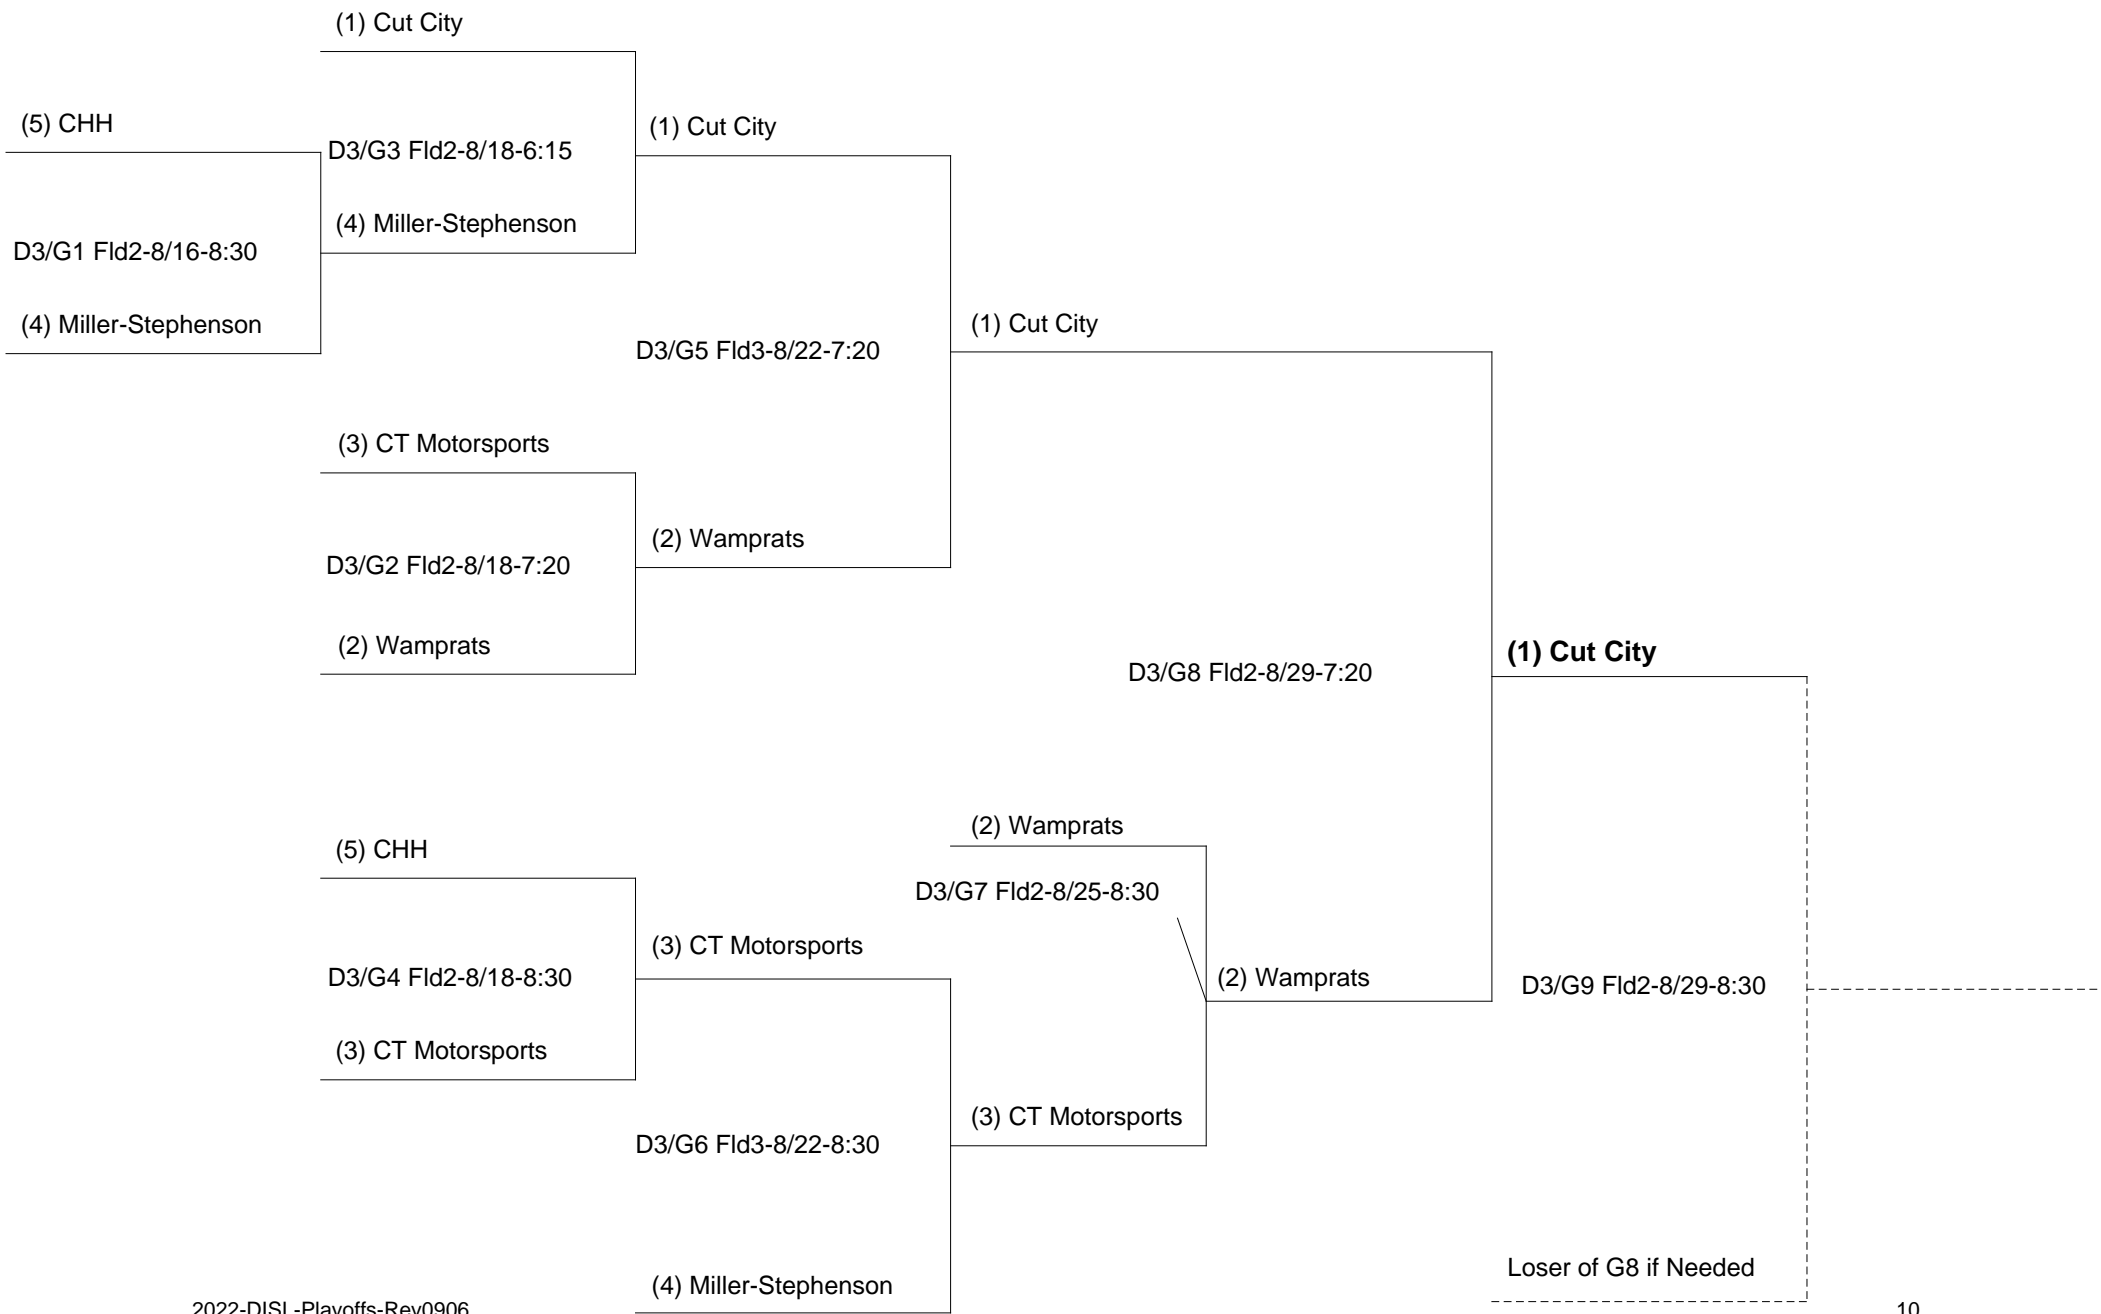 (1) Cut City
(5) CHH
(1) Cut City
D3/G3 Fld2-8/18-6:15
(4) Miller-Stephenson
D3/G1 Fld2-8/16-8:30
(4) Miller-Stephenson
(1) Cut City
D3/G5 Fld3-8/22-7:20
(3) CT Motorsports
(2) Wamprats
D3/G2 Fld2-8/18-7:20
(2) Wamprats
(1) Cut City
D3/G8 Fld2-8/29-7:20
(2) Wamprats
(5) CHH
D3/G7 Fld2-8/25-8:30
(3) CT Motorsports
D3/G4 Fld2-8/18-8:30
(2) Wamprats
D3/G9 Fld2-8/29-8:30
(3) CT Motorsports
(3) CT Motorsports
D3/G6 Fld3-8/22-8:30
Loser of G8 if Needed
(4) Miller-Stephenson
2022-DISL-Playoffs-Rev0906
10